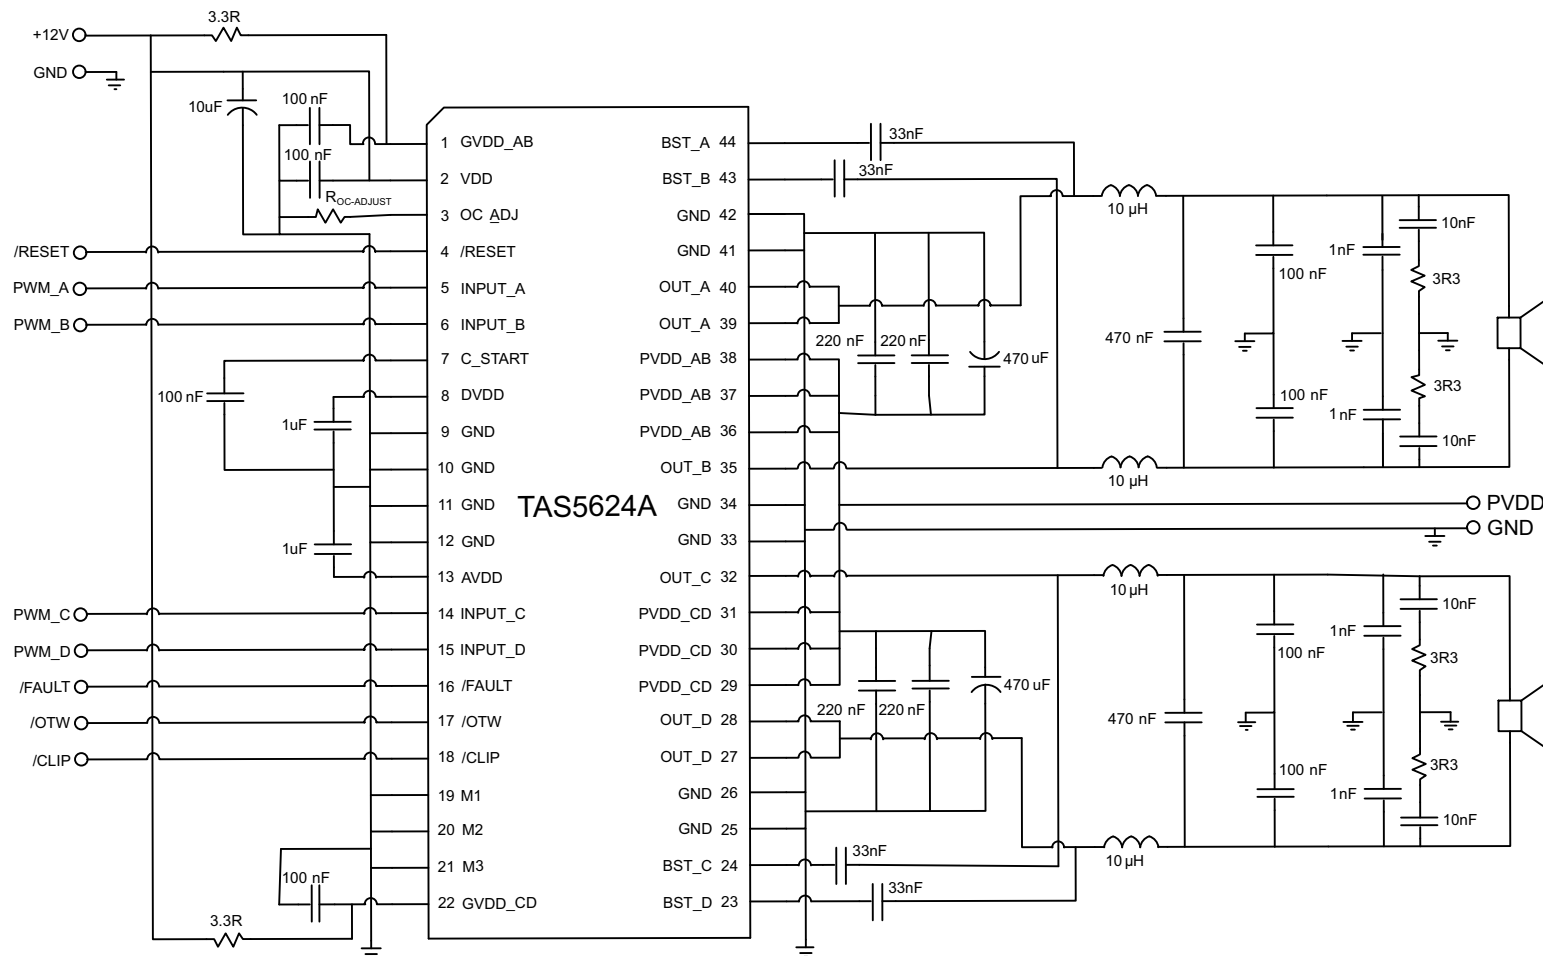 3.3R
+12V
GND
10uF
100 nF
100 nF
ROC-ADJUST
/RESET
PWM_A
PWM_B
100 nF
1uF
1uF
PWM_C
PWM_D
/FAULT
/OTW
/CLIP
100 nF
3.3R
1 GVDD_AB
2 VDD
3 OC_ADJ
4 /RESET
5 INPUT_A
6 INPUT_B
7 C_START
8 DVDD
9 GND
10 GND
11 GND
12 GND
13 AVDD
14 INPUT_C
15 INPUT_D
16 /FAULT
17 /OTW
18 /CLIP
19 M1
20 M2
21 M3
22 GVDD_CD
TAS5624A
BST_A 44
BST_B 43
GND 42
GND 41
OUT_A 40
OUT_A 39
PVDD_AB 38
PVDD_AB 37
PVDD_AB 36
OUT_B 35
GND 34
GND 33
OUT_C 32
PVDD_CD 31
PVDD_CD 30
PVDD_CD 29
OUT_D 28
OUT_D 27
GND 26
GND 25
BST_C 24
BST_D 23
33nF
33nF
220 nF
220 nF
470 uF
10 µH
470 nF
100 nF
100 nF
1nF
1nF
10nF
3R3
3R3
10nF
10 µH
PVDD
GND
10 µH
220 nF
220 nF
470 uF
470 nF
100 nF
100 nF
1nF
1nF
10nF
3R3
3R3
10nF
10 µH
33nF
33nF